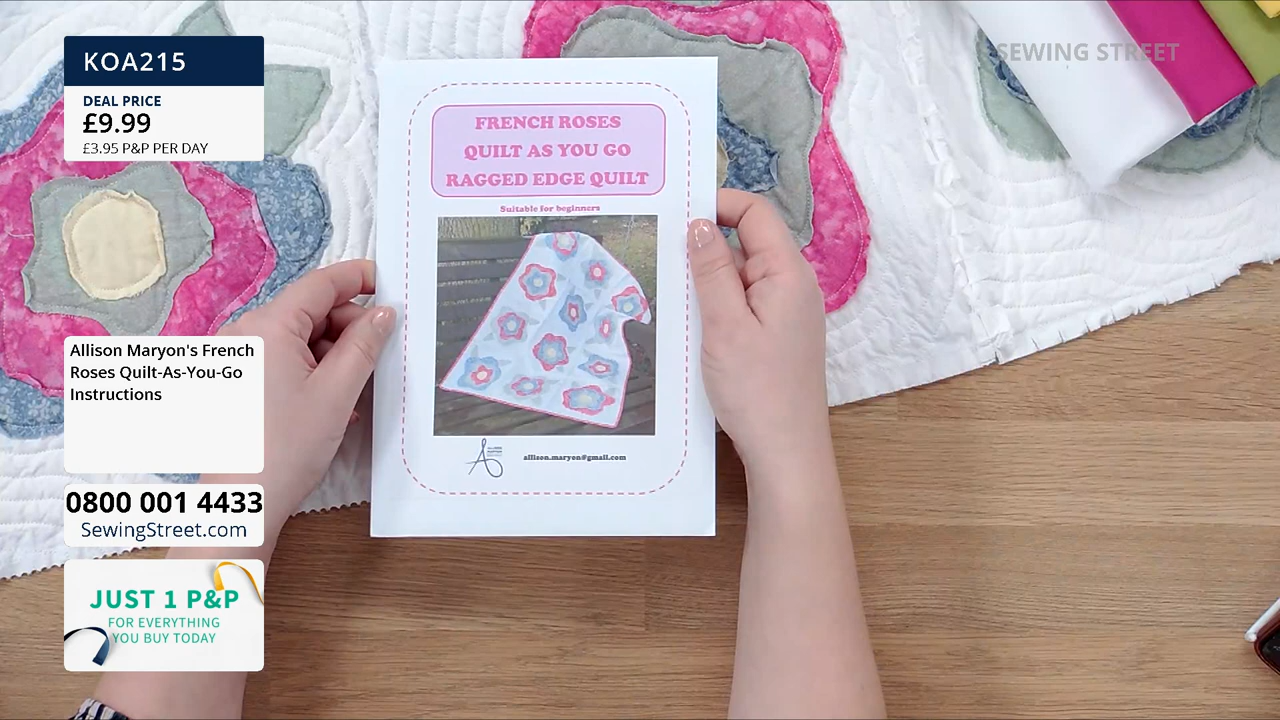 KOA215
DEAL PRICE
£9.99
£3.95 P&P PER DAY
SEWING STREET
FRENCH ROSES
QUILT AS YOU GO
RAGGED EDGE QUILT
Suitable for beginners
allison.maryon@gmail.com
Allison Maryon's French
Roses Quilt-As-You-Go
Instructions
0800 001 4433
SewingStreet.com
JUST 1 P&P
FOR EVERYTHING
YOU BUY TODAY